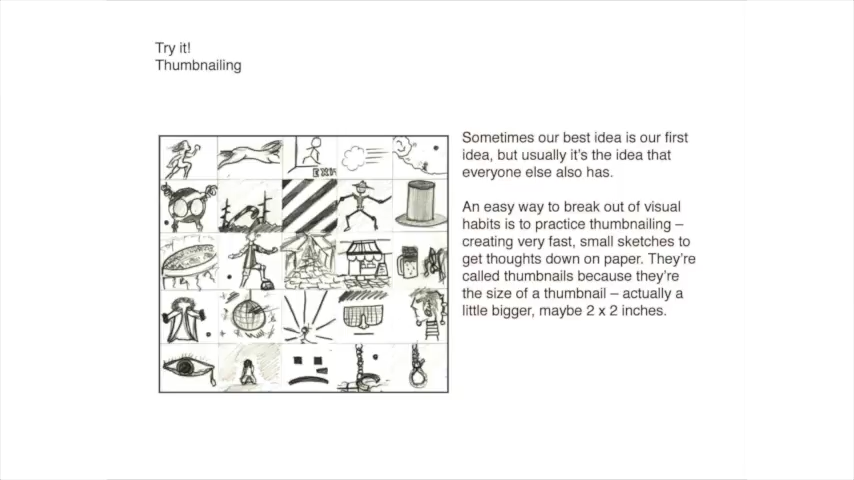 Try it!
Thumbnailing
EXIT
Sometimes our best idea is our first
idea, but usually it's the idea that
everyone else also has.
An easy way to break out of visual
habits is to practice thumbnailing –
creating very fast, small sketches to
get thoughts down on paper. They're
called thumbnails because they're
the size of a thumbnail – actually a
little bigger, maybe 2 x 2 inches.